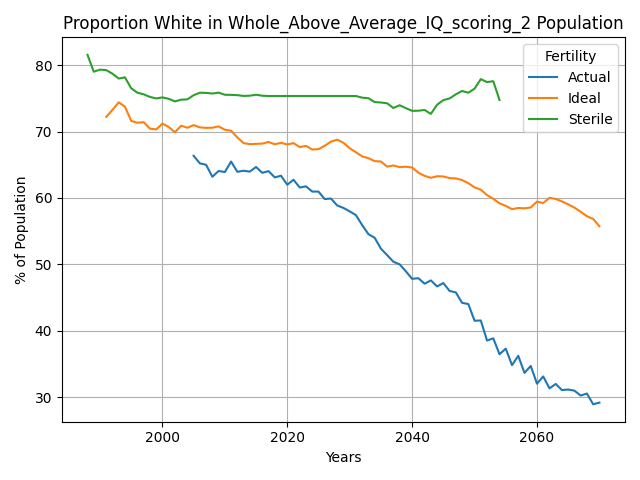 Proportion White in Whole_Above_Average_IQ_scoring_2 Population
Fertility
Actual
Ideal
Sterile
% of Population
80
70
60
50
40
30
2000
2020
2040
2060
Years